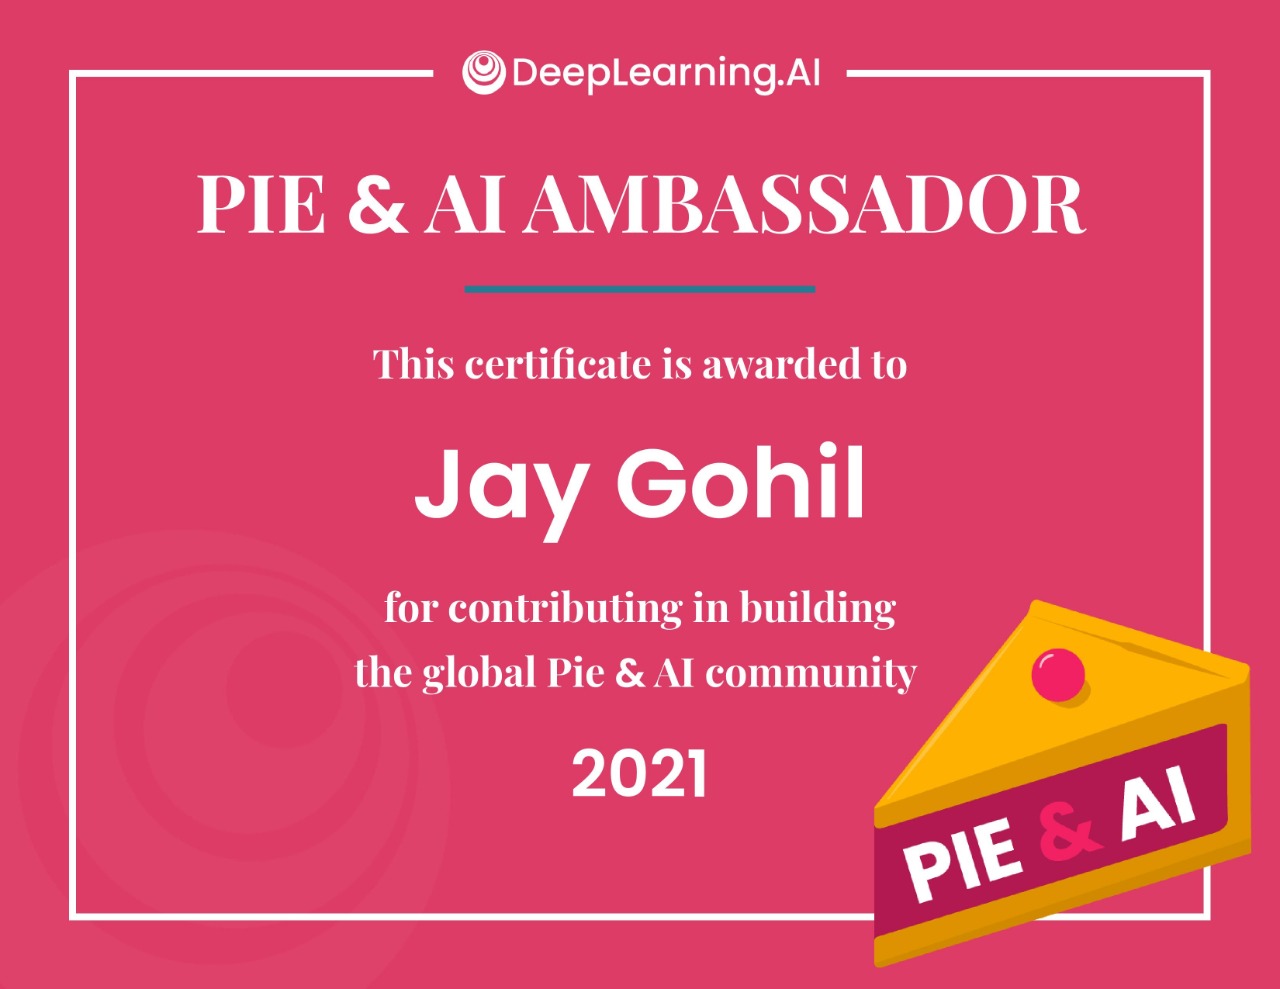 DeepLearning.AI
PIE & AI AMBASSADOR
This certificate is awarded to
Jay Gohil
for contributing in building
the global Pie & AI community
2021
PIE & AI